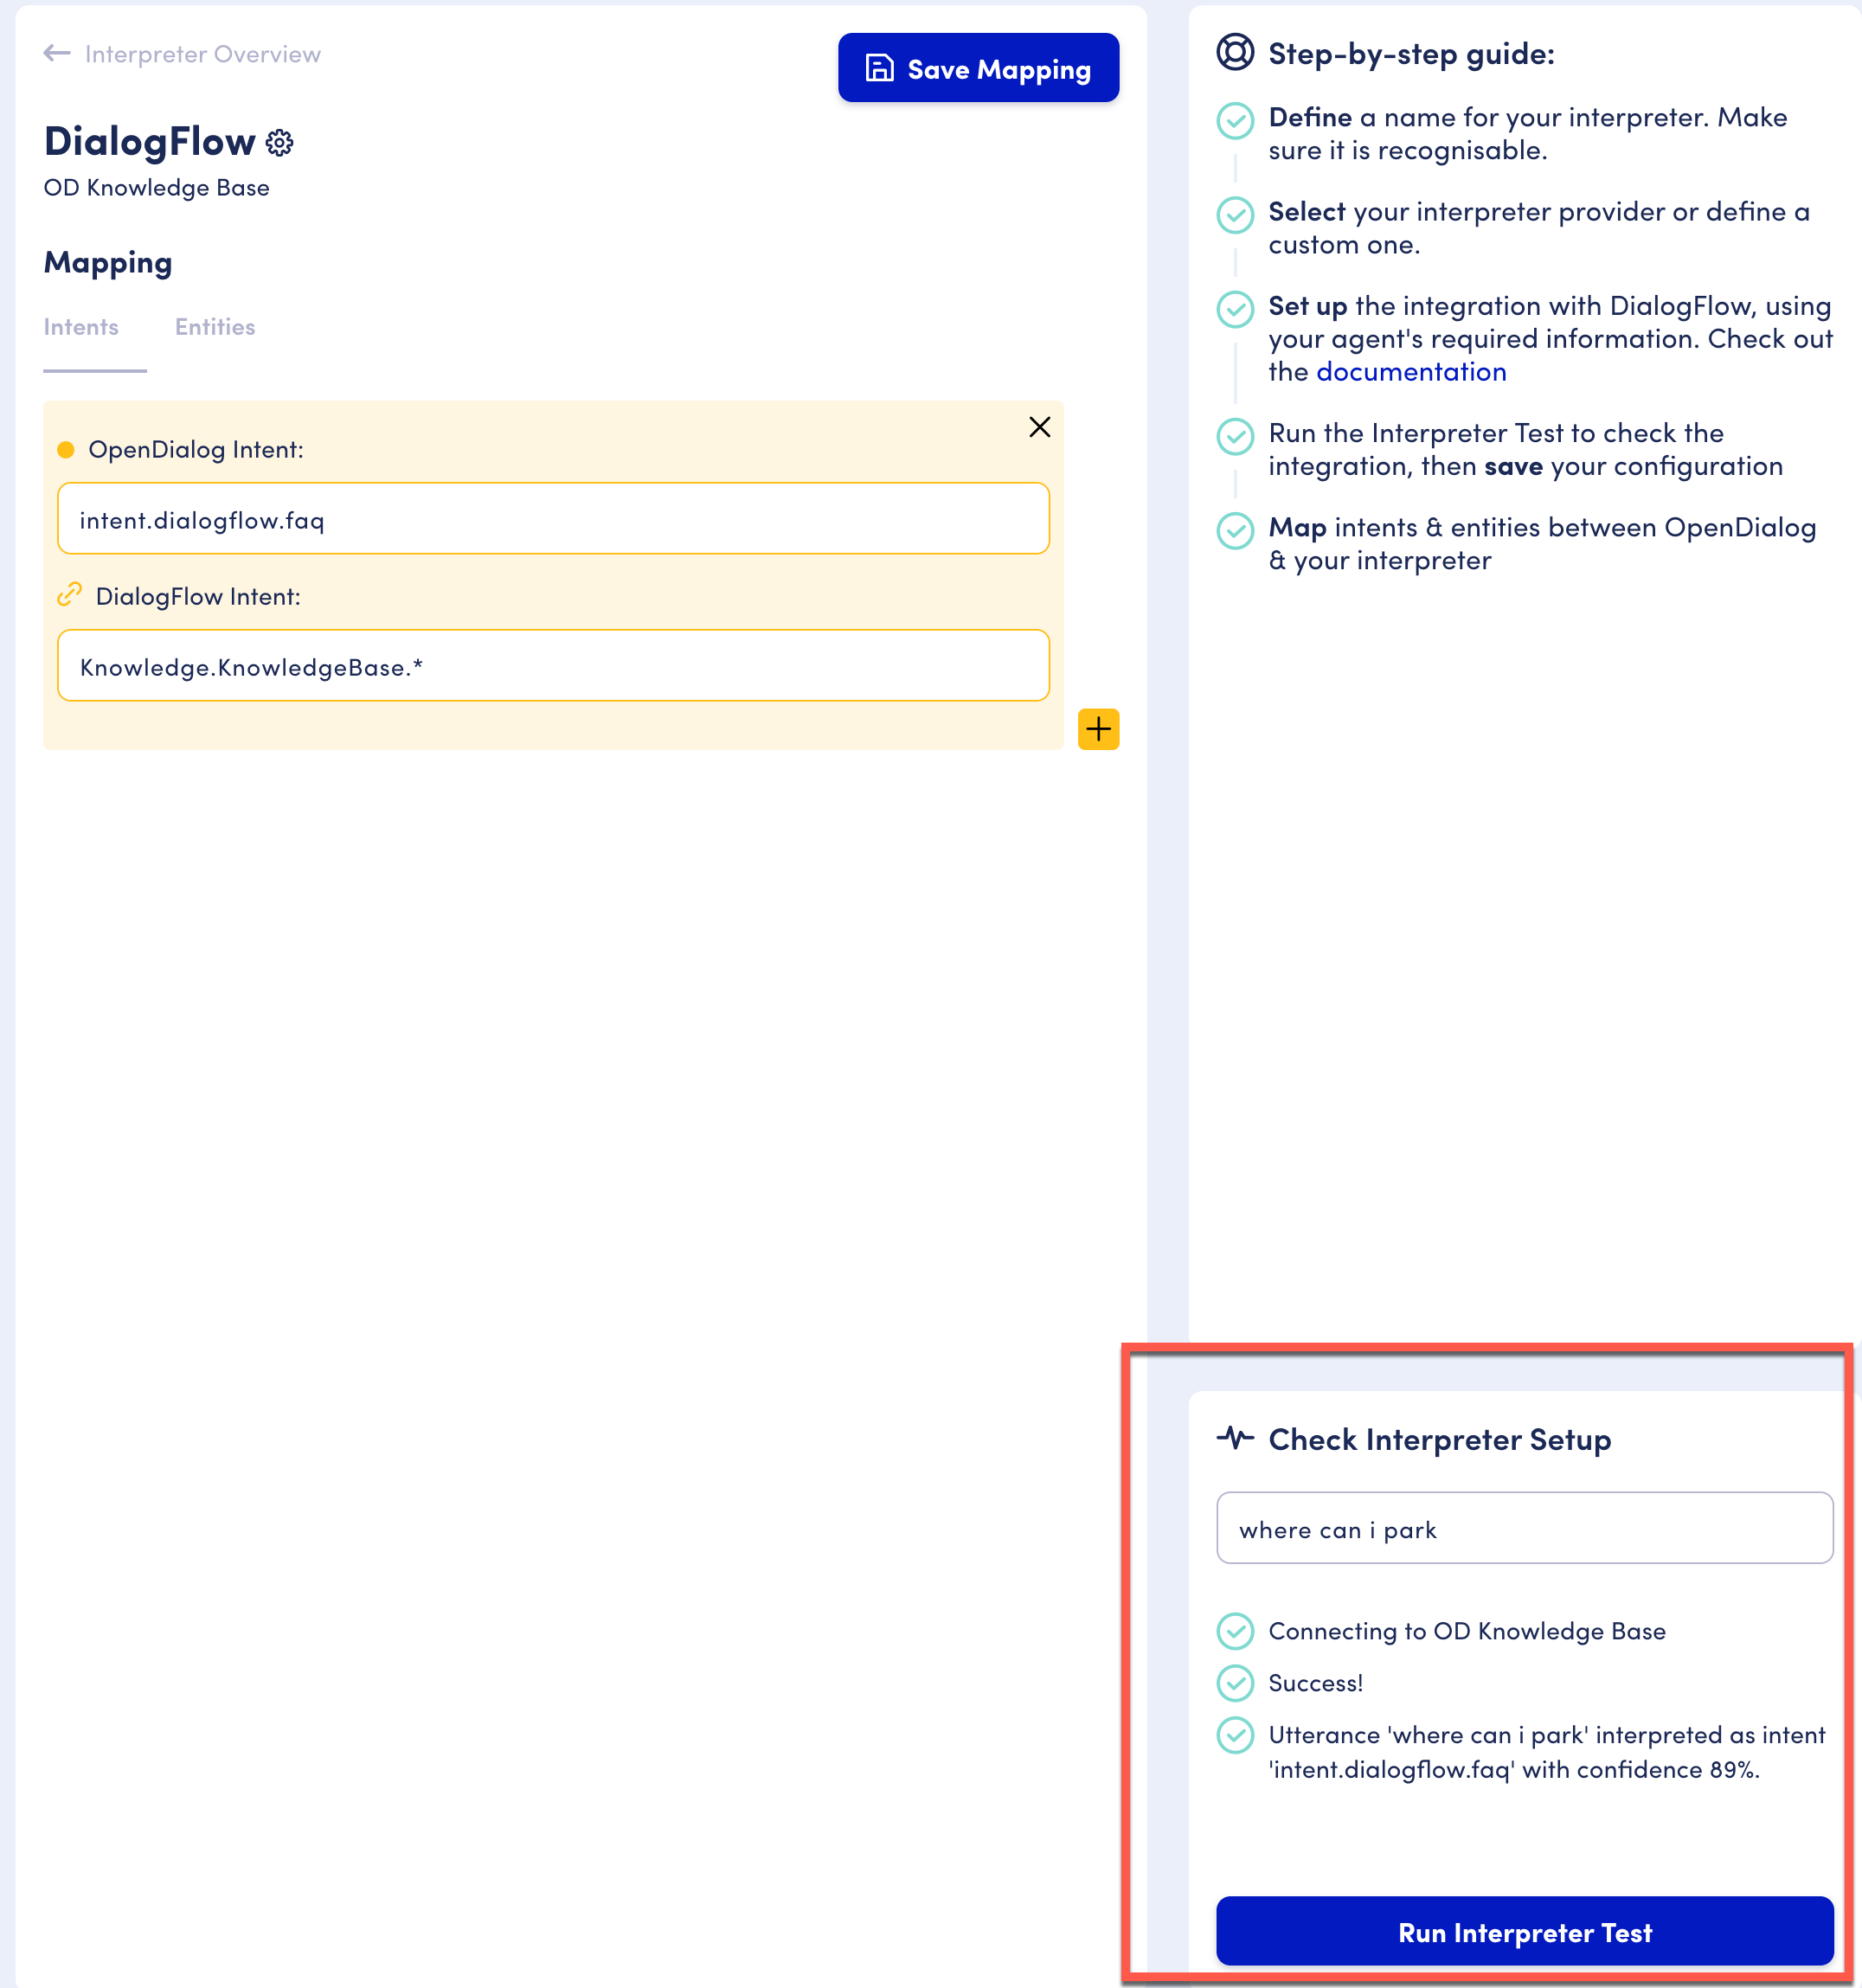 Interpreter Overview
Save Mapping
DialogFlow
OD Knowledge Base
Mapping
Intents
Entities
OpenDialog Intent:
intent.dialogflow.faq
DialogFlow Intent:
Knowledge.KnowledgeBase.*
Step-by-step guide:
Define a name for your interpreter. Make
sure it is recognisable.
Select your interpreter provider or define a
custom one.
Set up the integration with DialogFlow, using
your agent's required information. Check out
the documentation
Run the Interpreter Test to check the
integration, then save your configuration
Map intents & entities between OpenDialog
& your interpreter
Check Interpreter Setup
where can i park
Connecting to OD Knowledge Base
Success!
Utterance 'where can i park' interpreted as intent
'intent.dialogflow.faq' with confidence 89%.
Run Interpreter Test